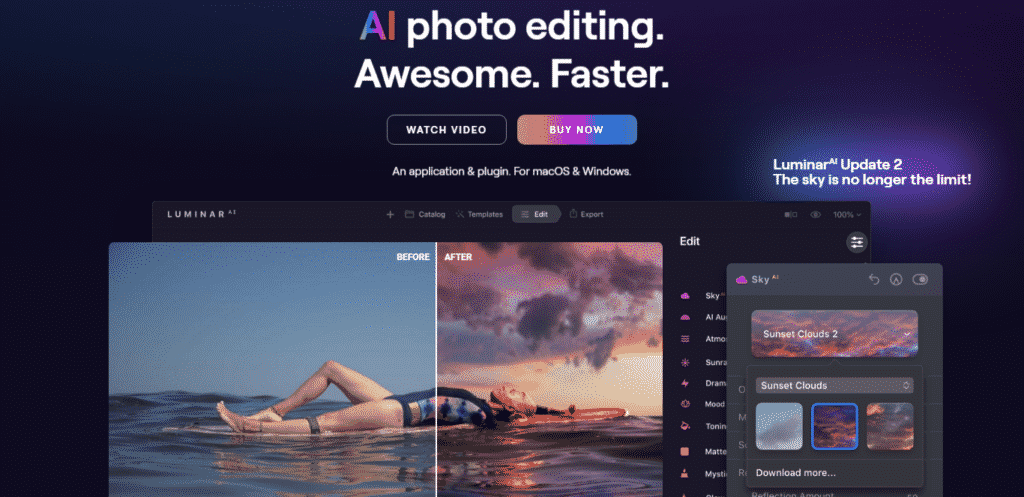 AI photo editing.
Awesome. Faster.
WATCH VIDEO
BUY NOW
An application & plugin. For macOS & Windows.
Luminar AI Update 2
The sky is no longer the limit!
LUMINAR AI
Catalog
Templates
Edit
Export
100%
BEFORE
AFTER
Edit
Sky
AI Au
Atmo
Sunra
Dram
Mood
Tonin
Matte
Mystic
Sky AI
Sunset Clouds 2
Sunset Clouds
Download more...
Reflection Amount